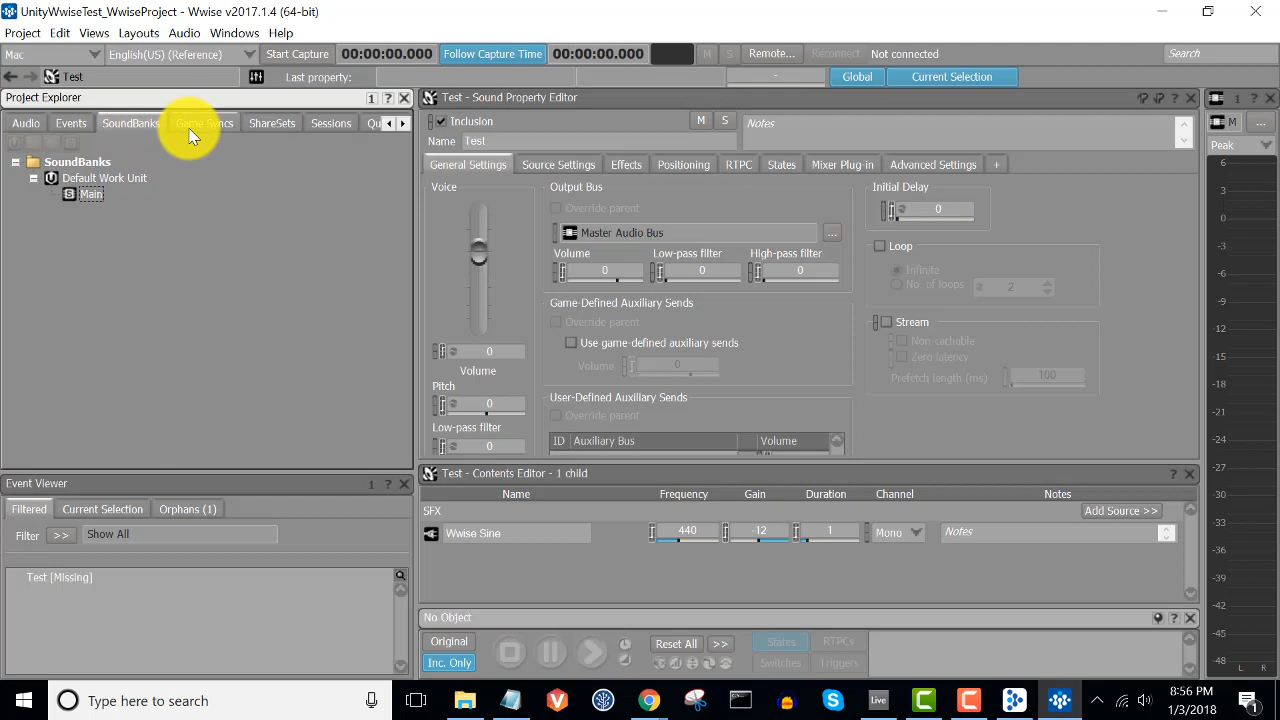 UnityWwiseTest_WwiseProject - Wwise v2017.1.4 (64-bit)
Project Edit Views Layouts Audio Windows Help
Mac English(US) (Reference) Start Capture 00:00:00.000 Follow Capture Time 00:00:00.000 M S Remote... Reconnect Not connected Search
Test Last property: - Global Current Selection
Project Explorer 1 ?
Audio Events SoundBanks Game Syncs ShareSets Sessions Qu
SoundBanks
Default Work Unit
Main
Test - Sound Property Editor ?
Inclusion M S Notes
Name Test
General Settings Source Settings Effects Positioning RTPC States Mixer Plug-in Advanced Settings +
Voice
0
Volume
Pitch
0
Low-pass filter
0
Output Bus
Override parent
Master Audio Bus ...
Volume Low-pass filter High-pass filter
0 0 0
Game-Defined Auxiliary Sends
Override parent
Use game-defined auxiliary sends
Volume 0
User-Defined Auxiliary Sends
Override parent
ID Auxiliary Bus Volume
Initial Delay
0
Loop
Infinite
No. of loops 2
Stream
Non cachable
Zero latency
Prefetch length (ms) 100
1 ?
M ...
Peak
6
3
0
-3
-6
-9
-12
-15
-18
-21
-24
-27
-30
-33
-36
-39
-42
-45
-48
L R
Event Viewer 1 ?
Filtered Current Selection Orphans (1)
Filter >> Show All
Test [Missing]
Test - Contents Editor - 1 child ?
Name Frequency Gain Duration Channel Notes
SFX Add Source >>
Wwise Sine 440 -12 1 Mono Notes
No Object ?
Original Reset All >> States RTPCs
Inc. Only Switches Triggers
Type here to search Live 8:56 PM
1/3/2018 1